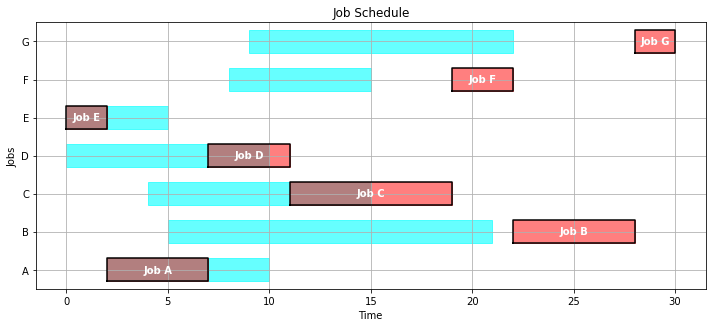 Job Schedule
G
Job G
F
Job F
E
Job E
D
Job D
C
Job C
B
Job B
A
Job A
Jobs
0 5 10 15 20 25 30
Time